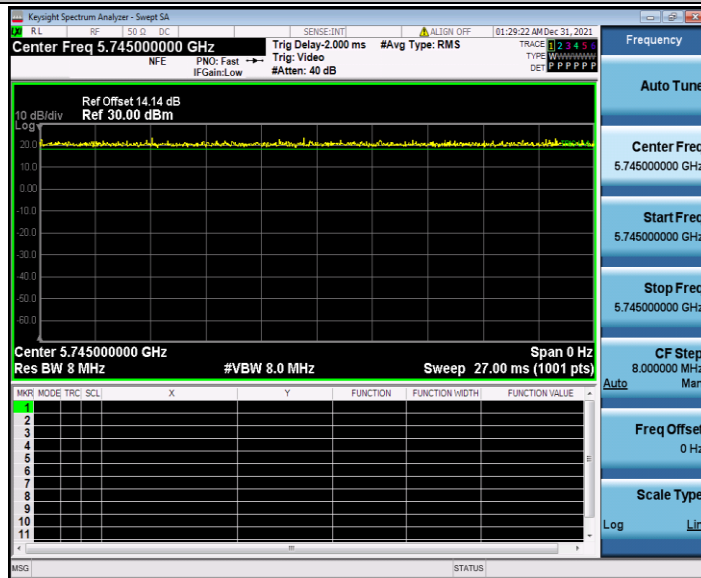 Keysight Spectrum Analyzer - Swept SA
RL RF 50 Ω DC SENSE:INT ALIGN OFF 01:29:22 AM Dec 31, 2021
Center Freq 5.745000000 GHz Trig Delay-2.000 ms #Avg Type: RMS TRACE 1 2 3 4 5 6
NFE PNO: Fast Trig: Video TYPE W
IFGain:Low #Atten: 40 dB DET P P P P P P
Frequency
Auto Tune
Ref Offset 14.14 dB
10 dB/div Ref 30.00 dBm
Log
20.0
10.0
0.00
-10.0
-20.0
-30.0
-40.0
-50.0
-60.0
Center 5.745000000 GHz Span 0 Hz
Res BW 8 MHz #VBW 8.0 MHz Sweep 27.00 ms (1001 pts)
Center Freq
5.745000000 GHz
Start Freq
5.745000000 GHz
Stop Freq
5.745000000 GHz
CF Step
8.000000 MHz
Auto Man
Freq Offset
0 Hz
Scale Type
Log Lin
MKR MODE TRC SCL X Y FUNCTION FUNCTION WIDTH FUNCTION VALUE
1
2
3
4
5
6
7
8
9
10
11
MSG STATUS